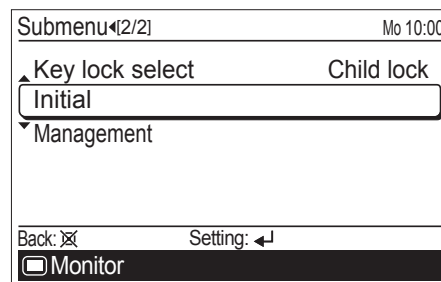 Submenu◀[2/2] Mo 10:00
Key lock select Child lock
Initial
Management
Back: Setting:
Monitor